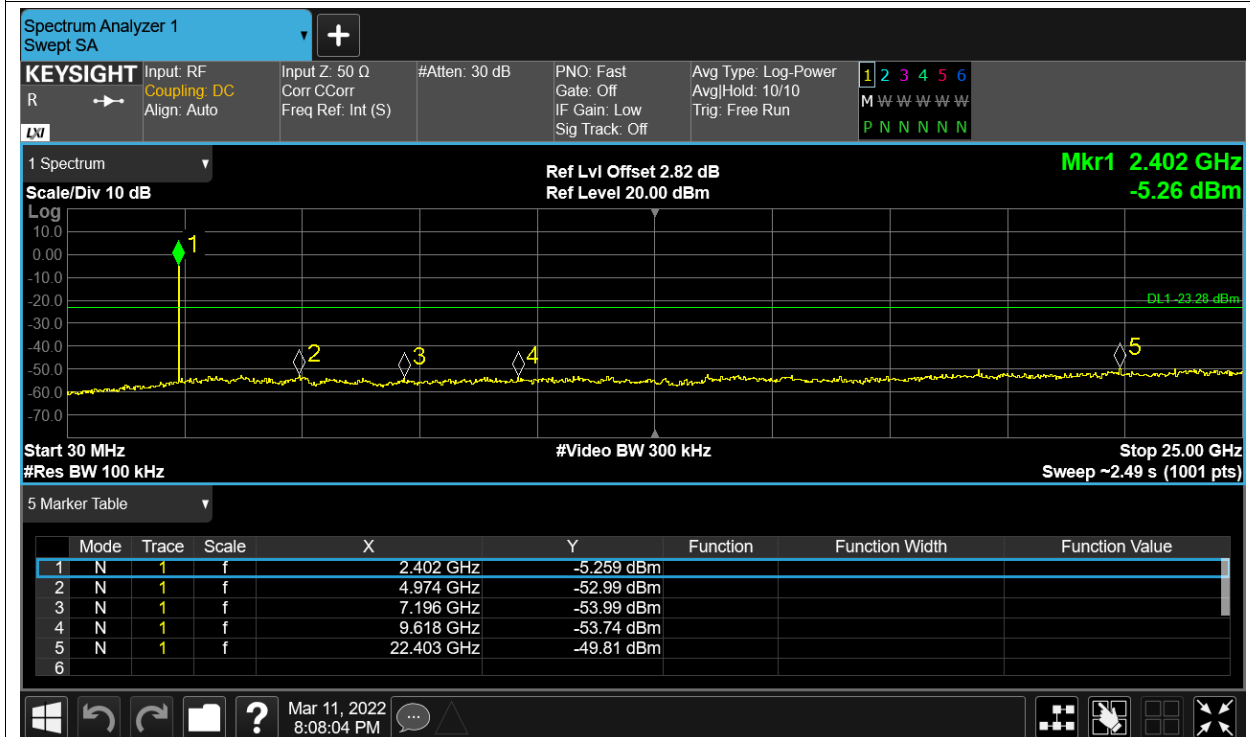 Spectrum Analyzer 1
Swept SA
+
KEYSIGHT Input: RF Input Z: 50 Ω #Atten: 30 dB PNO: Fast Avg Type: Log-Power 1 2 3 4 5 6
R Coupling: DC Corr CCorr Gate: Off Avg|Hold: 10/10 M W W W W W
Align: Auto Freq Ref: Int (S) IF Gain: Low Trig: Free Run
LXI Sig Track: Off P N N N N N
1 Spectrum Ref Lvl Offset 2.82 dB Mkr1 2.402 GHz
Scale/Div 10 dB Ref Level 20.00 dBm -5.26 dBm
Log
10.0
0.00
-10.0
-20.0
-30.0
-40.0
-50.0
-60.0
-70.0
1
DL1 -23.28 dBm
2
3
4
5
Start 30 MHz #Video BW 300 kHz Stop 25.00 GHz
#Res BW 100 kHz Sweep ~2.49 s (1001 pts)
5 Marker Table
Mode Trace Scale X Y Function Function Width Function Value
1 N 1 f 2.402 GHz -5.259 dBm
2 N 1 f 4.974 GHz -52.99 dBm
3 N 1 f 7.196 GHz -53.99 dBm
4 N 1 f 9.618 GHz -53.74 dBm
5 N 1 f 22.403 GHz -49.81 dBm
6
? Mar 11, 2022
8:08:04 PM